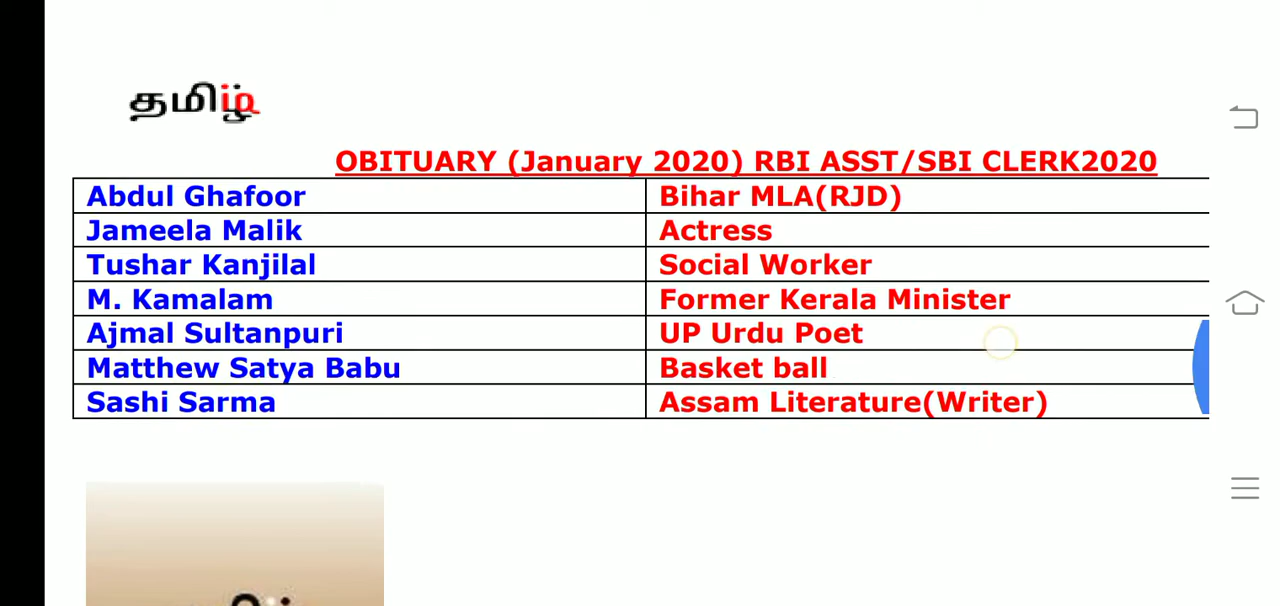 தமிழ்
OBITUARY (January 2020) RBI ASST/SBI CLERK2020
Abdul Ghafoor Bihar MLA(RJD)
Jameela Malik Actress
Tushar Kanjilal Social Worker
M. Kamalam Former Kerala Minister
Ajmal Sultanpuri UP Urdu Poet
Matthew Satya Babu Basket ball
Sashi Sarma Assam Literature(Writer)